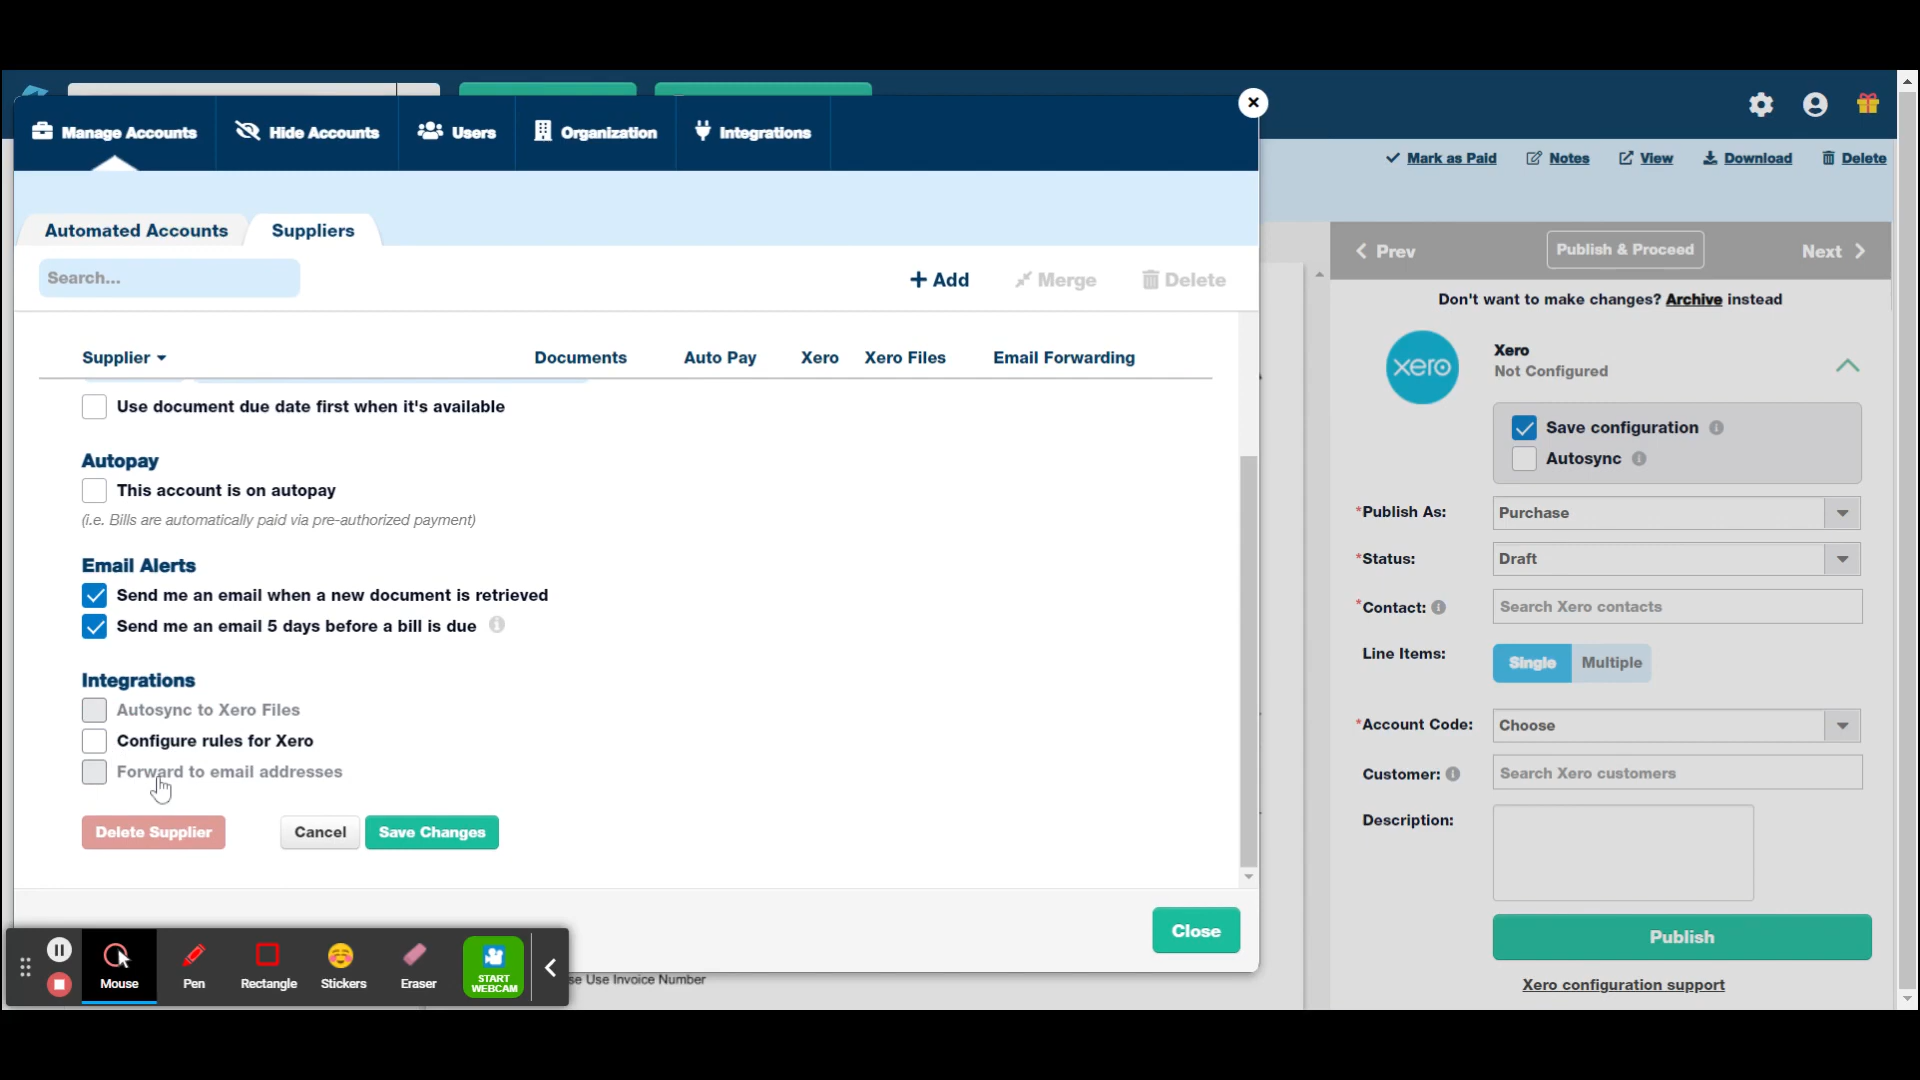 Manage Accounts
Hide Accounts
Users
Organization
Integrations
Mark as Paid
Notes
View
Download
Delete
Automated Accounts
Suppliers
Search...
Add
Merge
Delete
Prev
Publish & Proceed
Next
Don't want to make changes? Archive instead
Supplier
Documents
Auto Pay
Xero
Xero Files
Email Forwarding
xero
Xero
Not Configured
Use document due date first when it's available
Save configuration
Autosync
Autopay
This account is on autopay
(i.e. Bills are automatically paid via pre-authorized payment)
*Publish As:
Purchase
Email Alerts
*Status:
Draft
Send me an email when a new document is retrieved
Send me an email 5 days before a bill is due
*Contact:
Search Xero contacts
Line Items:
Single
Multiple
Integrations
Autosync to Xero Files
Configure rules for Xero
Forward to email addresses
*Account Code:
Choose
Customer:
Search Xero customers
Description:
Delete Supplier
Cancel
Save Changes
Close
Publish
Mouse
Pen
Rectangle
Stickers
Eraser
START
WEBCAM
Use Invoice Number
Xero configuration support